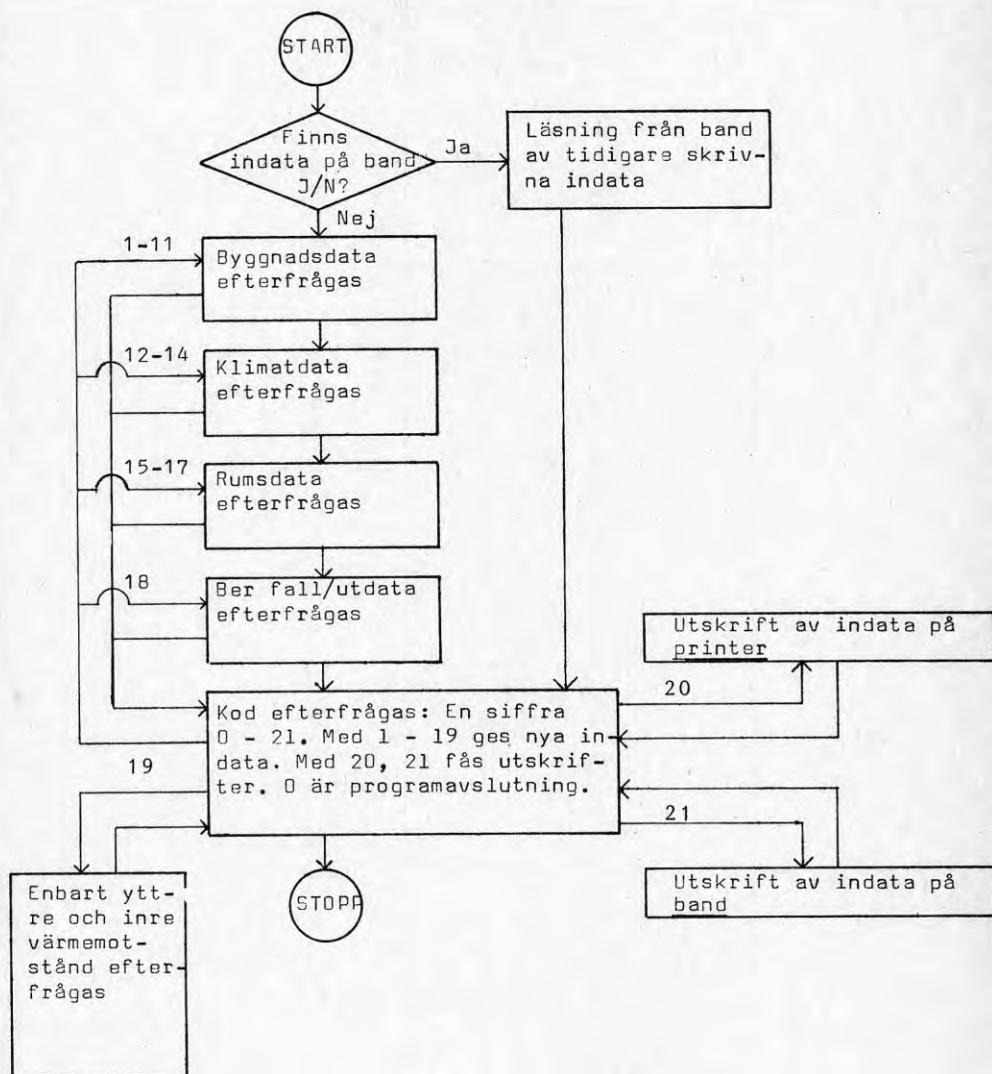 START
Finns
indata på band
J/N?
Ja
Läsning från band
av tidigare skriv-
na indata
Nej
1-11
Byggnadsdata
efterfrågas
12-14
Klimatdata
efterfrågas
15-17
Rumsdata
efterfrågas
18
Ber fall/utdata
efterfrågas
Utskrift av indata på
printer
20
Kod efterfrågas: En siffra
0 - 21. Med 1 - 19 ges nya in-
data. Med 20, 21 fås utskrif-
ter. 0 är programavslutning.
19
21
Utskrift av indata på
band
Enbart ytt-
re och inre
värmemot-
stånd efter-
frågas
STOPP